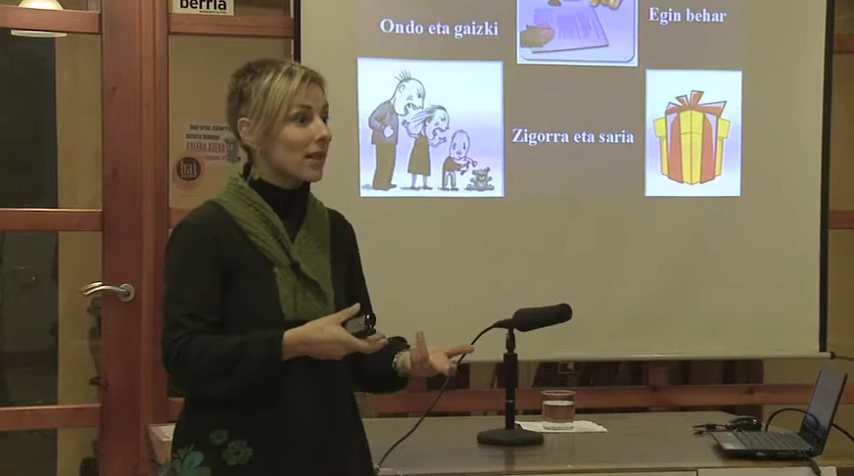 berria
Ondo eta gaizki
Egin behar
Zigorra eta saria